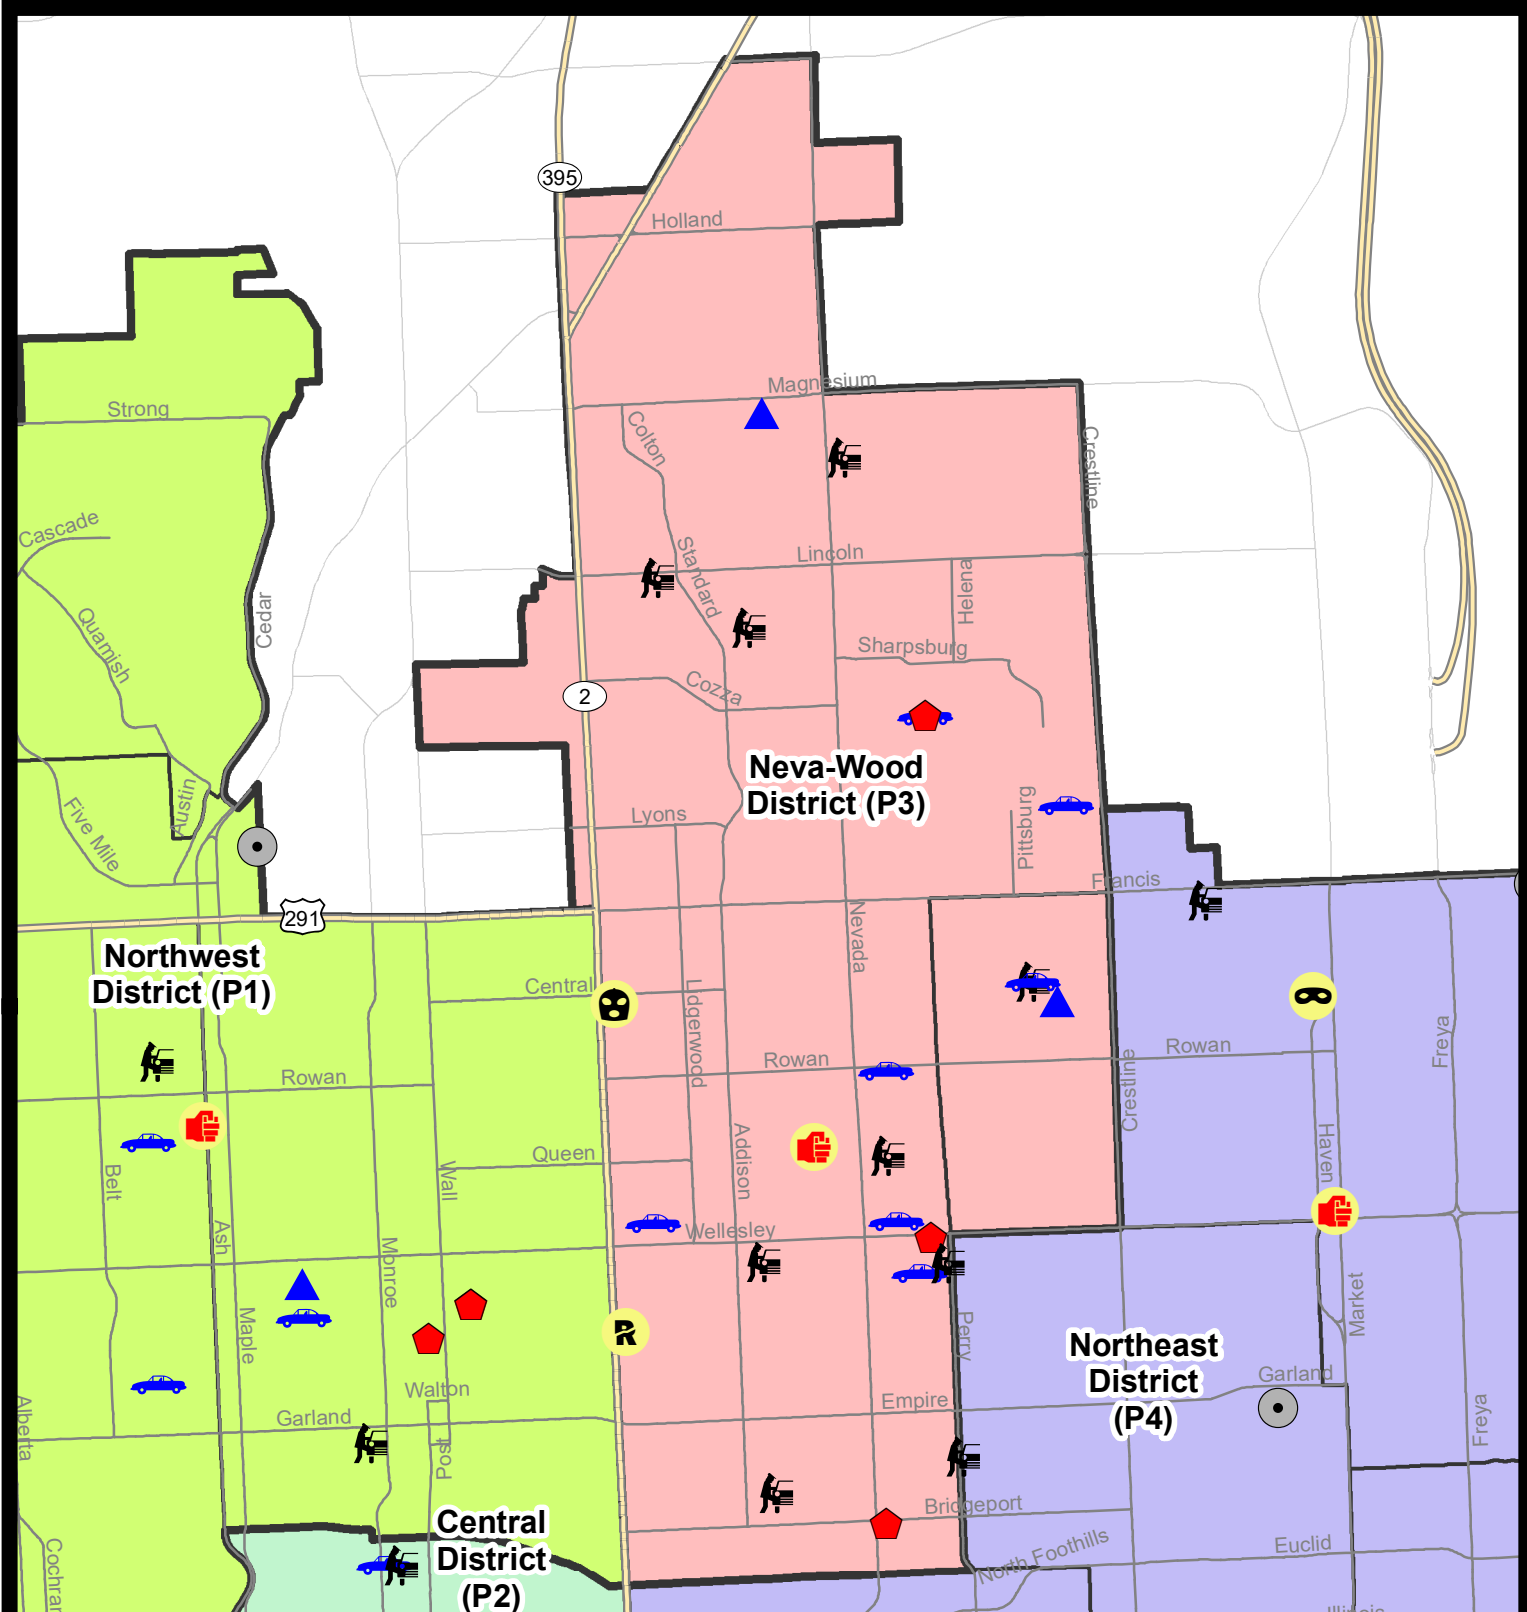 395
Holland
Magnesium
Strong
Colton
Crestline
Cascade
Lincoln
Standard
Helena
Cedar
Quamish
Sharpsburg
Cozza
2
Neva-Wood
District (P3)
Austin
Five Mile
Lyons
Pittsburg
Francis
291
Nevada
Northwest
District (P1)
Central
Lidgerwood
Freya
Rowan
Rowan
Rowan
Crestline
Queen
Haven
Belt
Wall
Addison
Ash
Wellesley
Monroe
Market
Maple
Perry
Northeast
District
(P4)
Garland
Walton
Empire
Garland
Alberta
Freya
Post
Bridgeport
Central
District
(P2)
North Foothills
Euclid